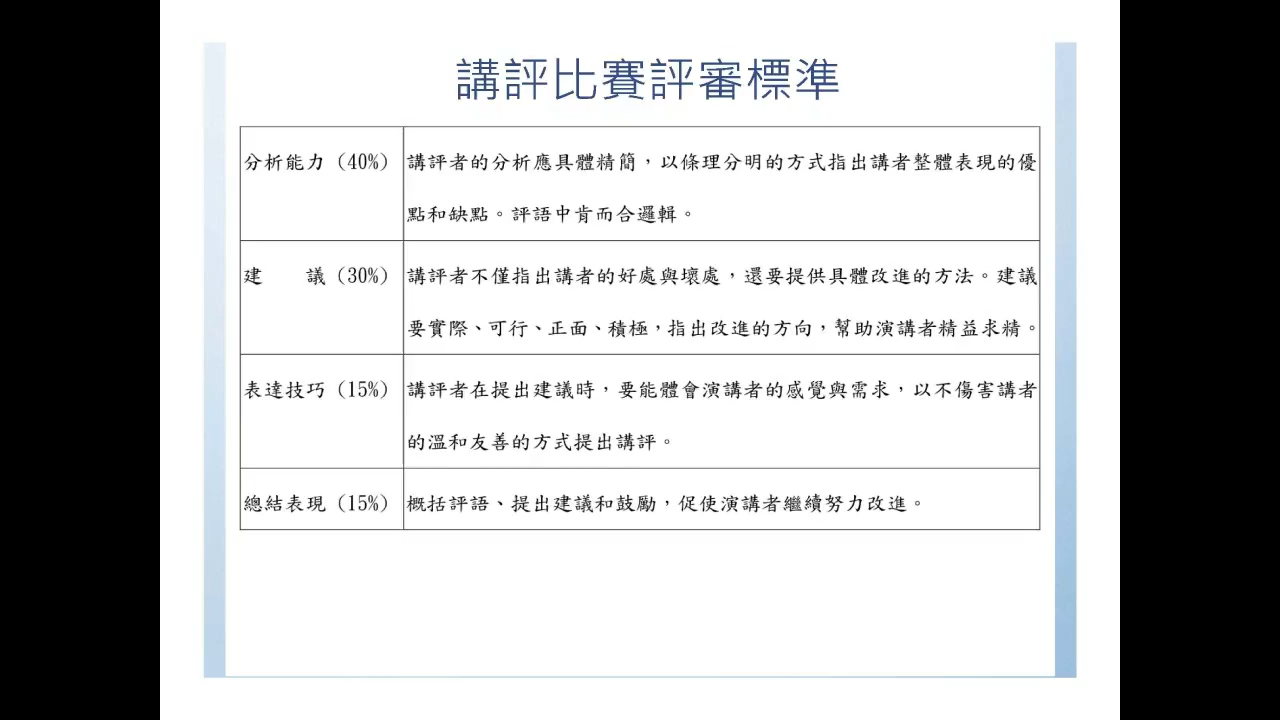 講評比賽評審標準
分析能力（40%） 講評者的分析應具體精簡，以條理分明的方式指出講者整體表現的優
點和缺點。評語中肯而合邏輯。
建　　議（30%） 講評者不僅指出講者的好處與壞處，還要提供具體改進的方法。建議
要實際、可行、正面、積極，指出改進的方向，幫助演講者精益求精。
表達技巧（15%） 講評者在提出建議時，要能體會演講者的感覺與需求，以不傷害講者
的溫和友善的方式提出講評。
總結表現（15%） 概括評語、提出建議和鼓勵，促使演講者繼續努力改進。